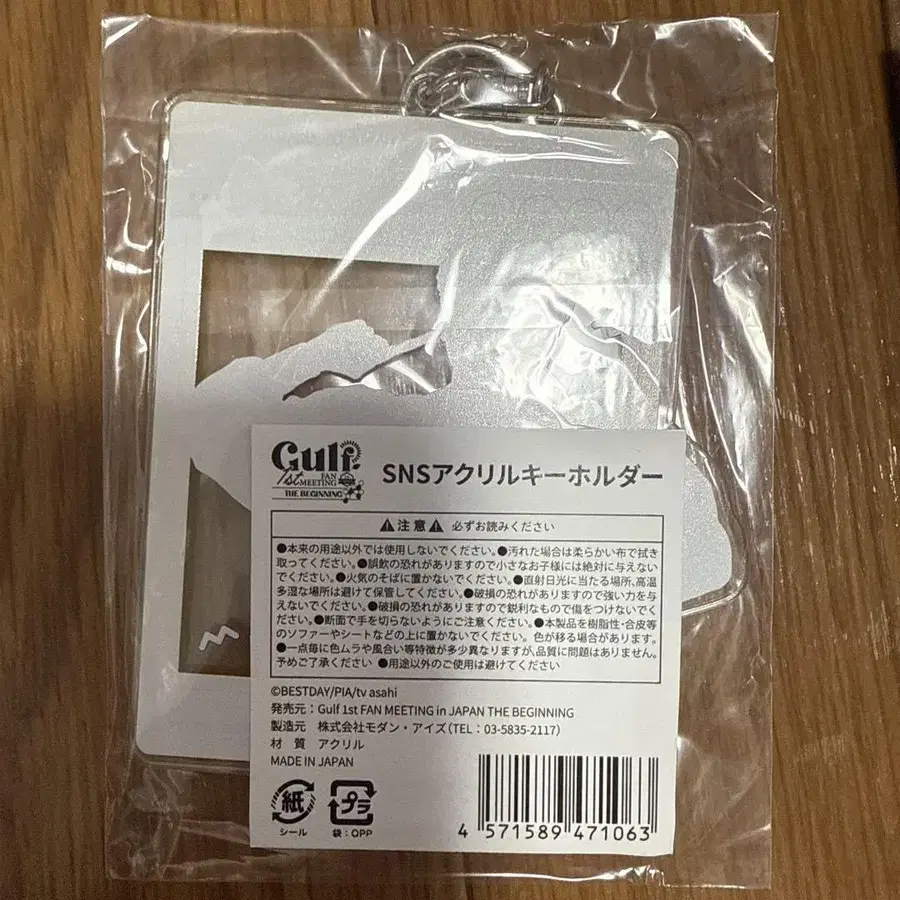 Gulf
1st FAN MEETING
THE BEGINNING
SNSアクリルキーホルダー
⚠注意⚠ 必ずお読みください
●本来の用途以外では使用しないでください。●汚れた場合は柔らかい布で拭き
取ってください。●誤飲の恐れがありますので小さなお子様には絶対に与えない
でください。●火気のそばに置かないでください。●直射日光に当たる場所、高温
多湿な場所は避けて保管してください。●破損の恐れがありますので強い力を与
えないでください。●破損の恐れがありますので鋭利なもので傷をつけないでくだ
さい。●断面で手を切らないようにご注意ください。●本製品を樹脂性・合皮等
のソファーやシートなどの上に置かないでください。色が移る場合があります。
●一点毎に色ムラや風合い等特徴が多少異なりますが、品質に問題はありません。
予めご了承ください ●用途以外のご使用は避けてください
©BESTDAY/PIA/tv asahi
発売元：Gulf 1st FAN MEETING in JAPAN THE BEGINNING
製造元 株式会社モダン・アイズ（TEL：03-5835-2117）
材 質 アクリル
MADE IN JAPAN
紙 プラ
シール 袋：OPP
4 571589 471063